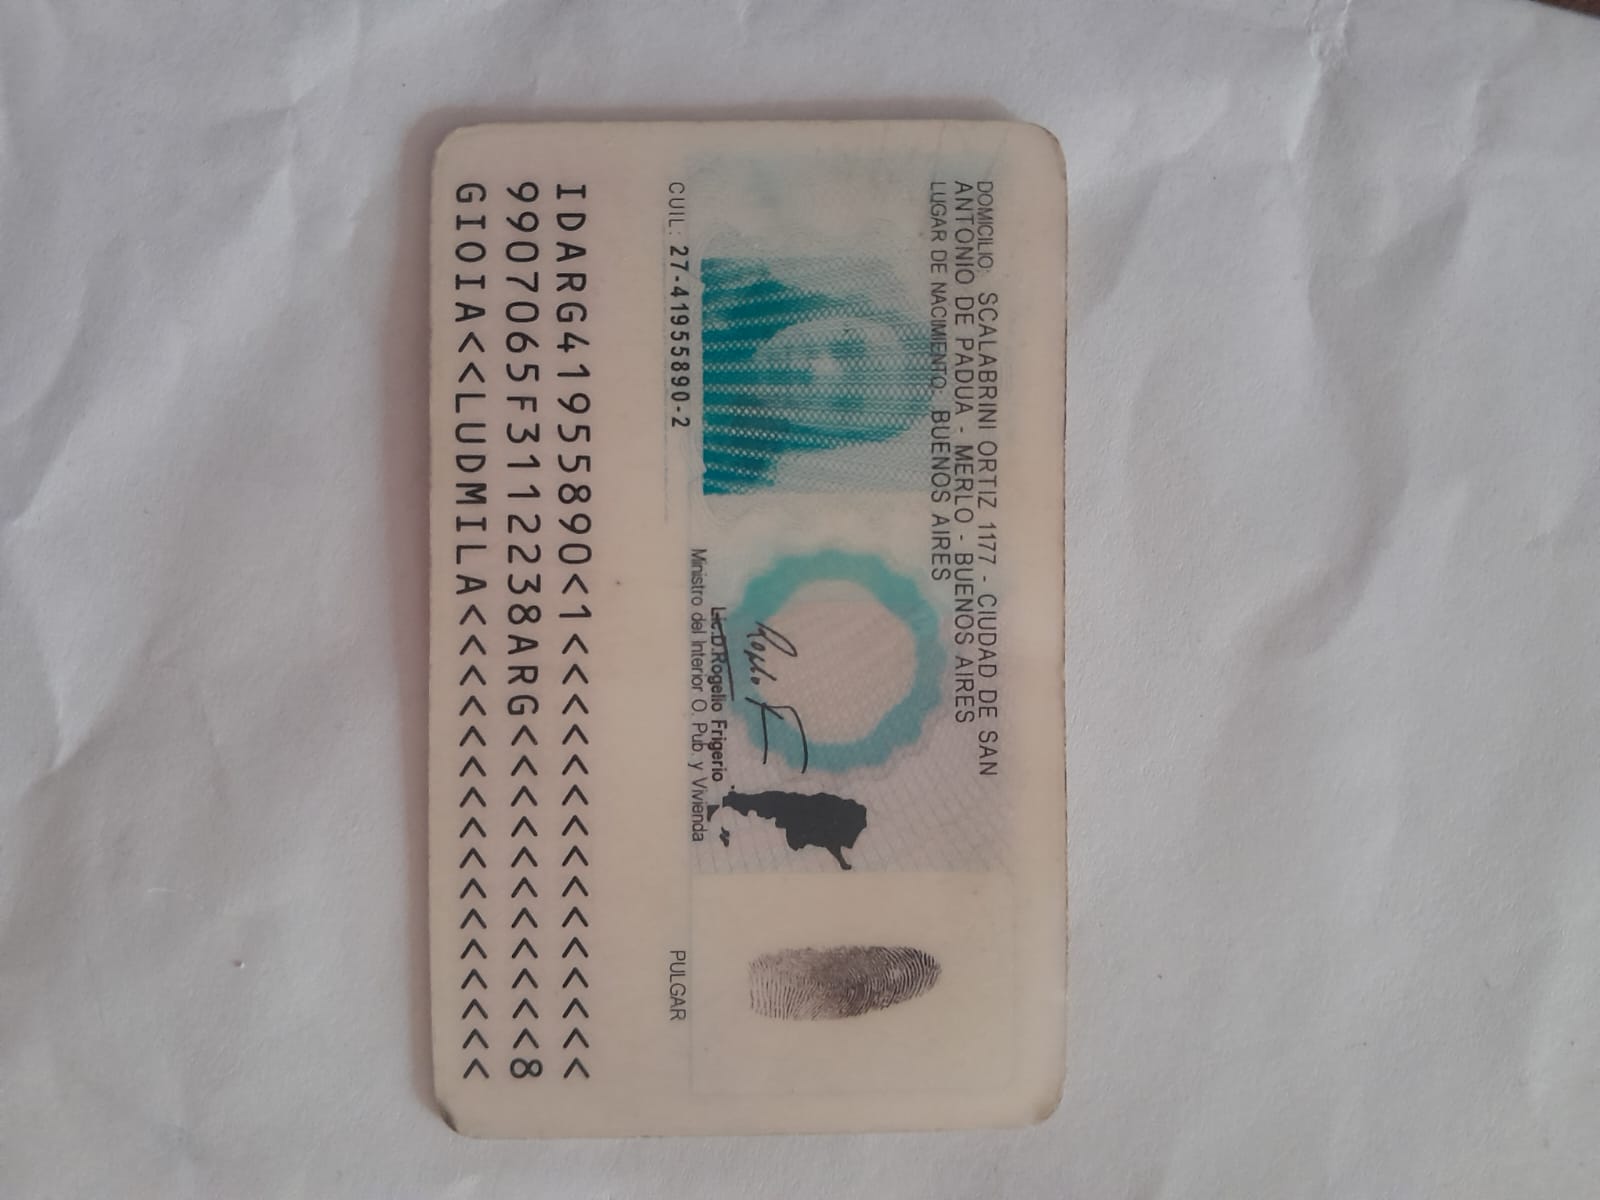 DOMICILIO: SCALABRINI ORTIZ 1177 - CIUDAD DE SAN
ANTONIO DE PADUA - MERLO - BUENOS AIRES
LUGAR DE NACIMIENTO: BUENOS AIRES
Lic.D.Rogelio Frigerio
Ministro del Interior O. Pub. y Vivienda
CUIL: 27-41955890-2
PULGAR
IDARG41955890<1<<<<<<<<<<<<<<<
9907065F3112238ARG<<<<<<<<<<<8
GIOIA<<LUDMILA<<<<<<<<<<<<<<<<